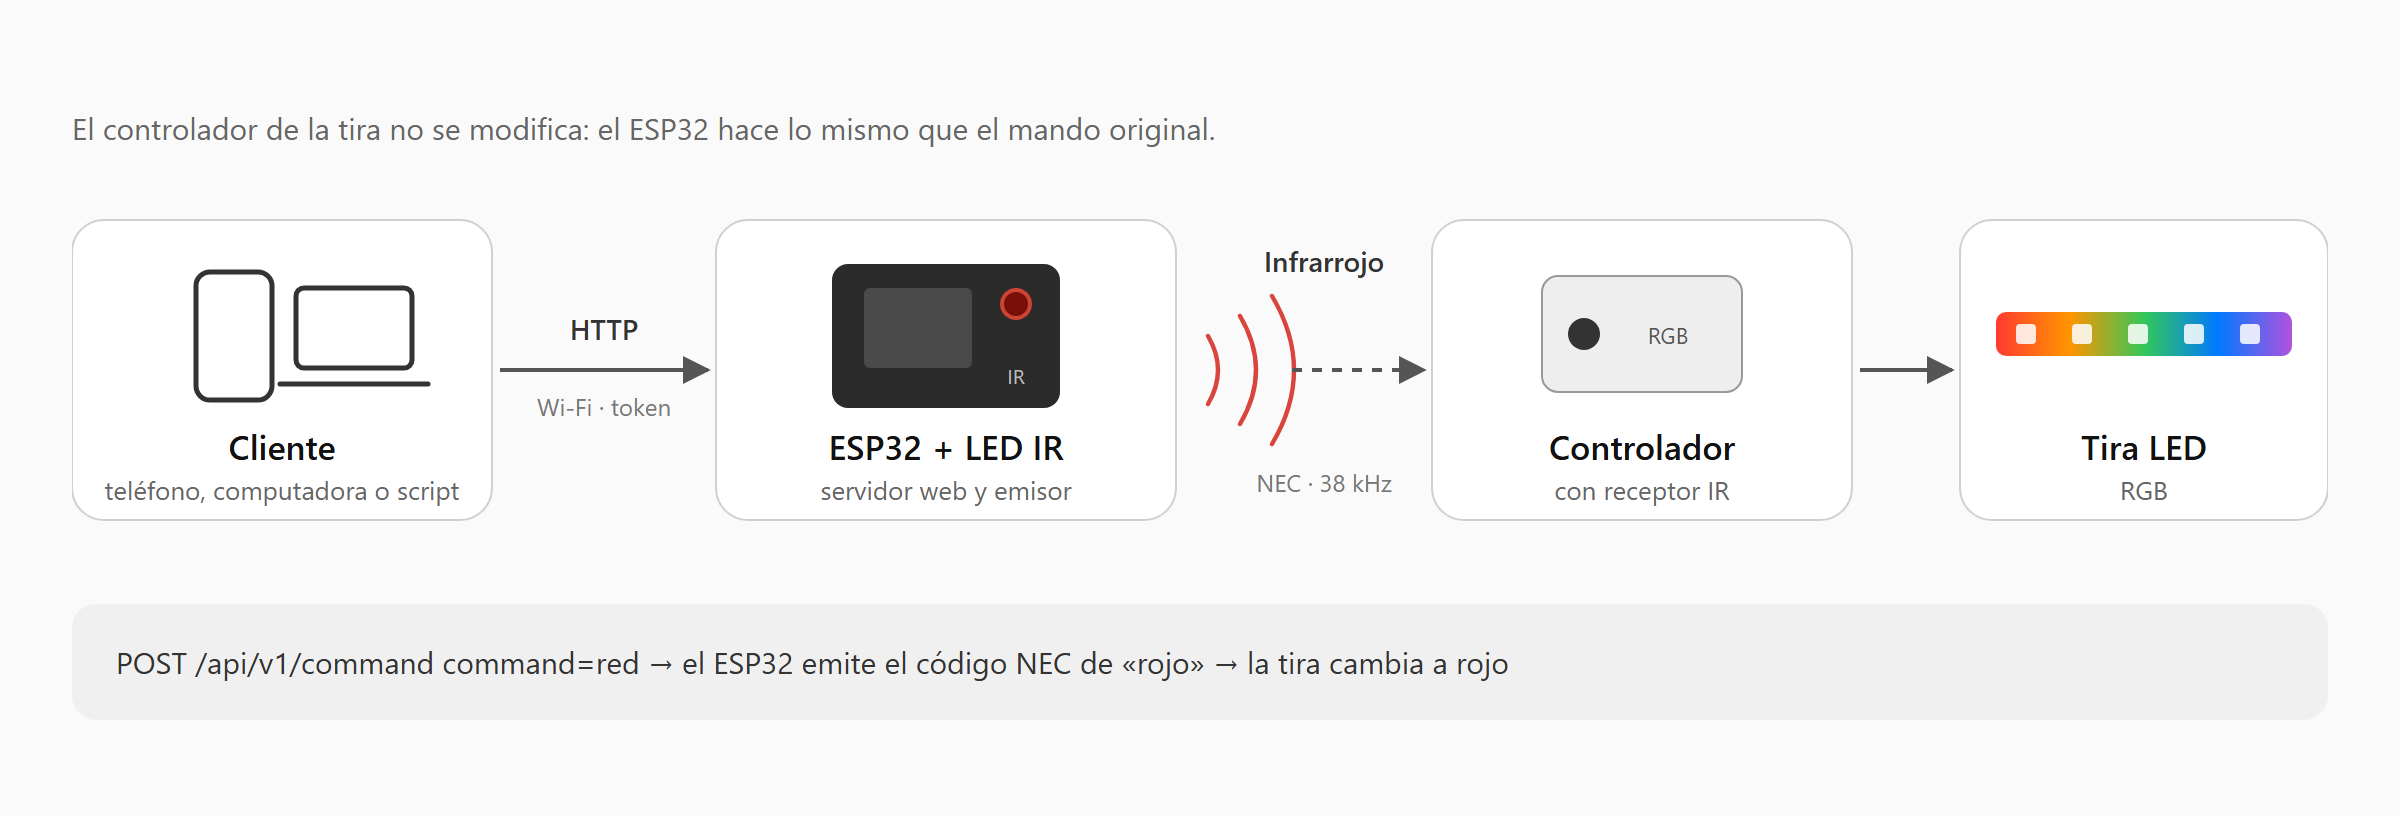 El controlador de la tira no se modifica: el ESP32 hace lo mismo que el mando original.
HTTP
Wi-Fi · token
Infrarrojo
NEC · 38 kHz
IR
RGB
Cliente
teléfono, computadora o script
ESP32 + LED IR
servidor web y emisor
Controlador
con receptor IR
Tira LED
RGB
POST /api/v1/command command=red → el ESP32 emite el código NEC de «rojo» → la tira cambia a rojo